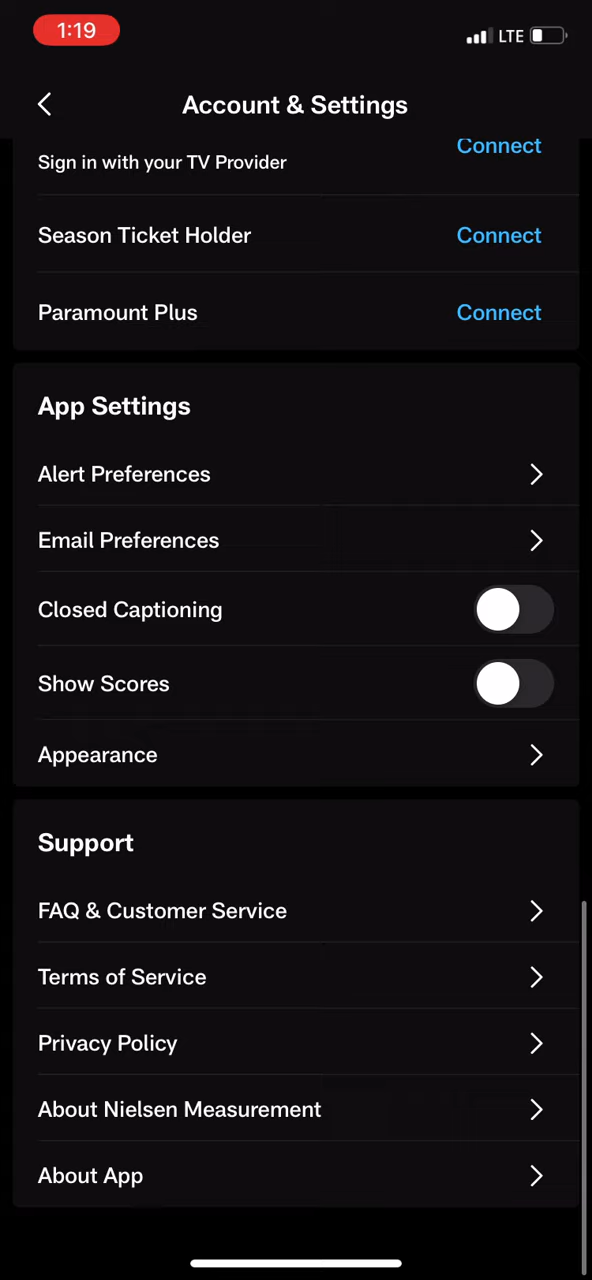 1:19
LTE
Account & Settings
Connect
Sign in with your TV Provider
Season Ticket Holder Connect
Paramount Plus Connect
App Settings
Alert Preferences
Email Preferences
Closed Captioning
Show Scores
Appearance
Support
FAQ & Customer Service
Terms of Service
Privacy Policy
About Nielsen Measurement
About App